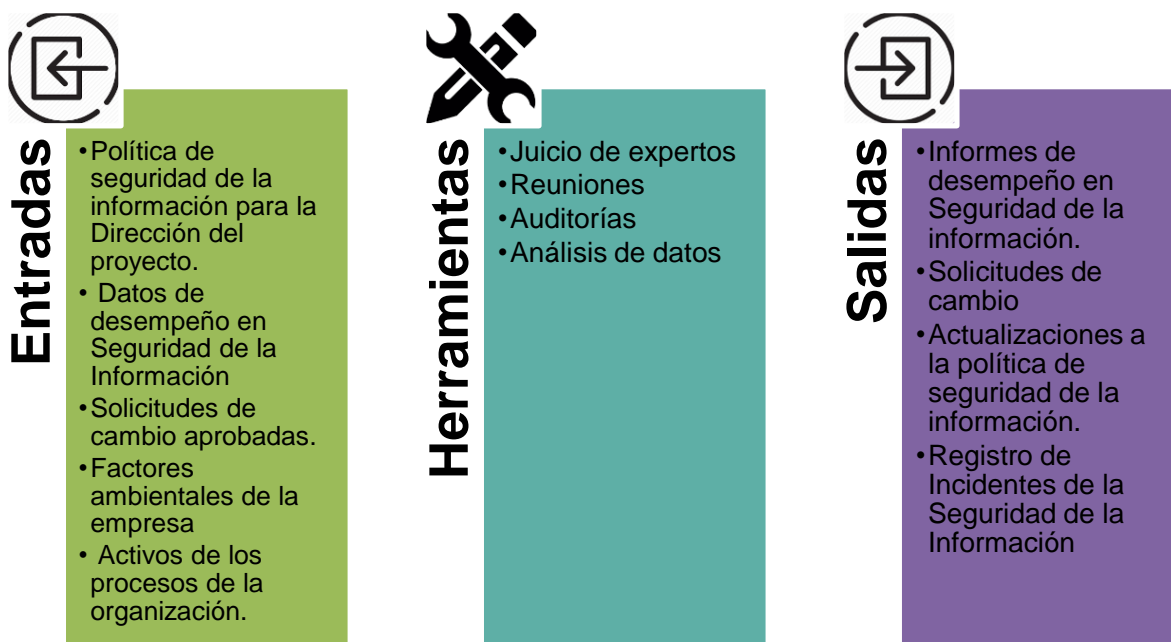 Entradas
•Política de
seguridad de la
información para la
Dirección del
proyecto.
• Datos de
desempeño en
Seguridad de la
Información
•Solicitudes de
cambio aprobadas.
•Factores
ambientales de la
empresa
• Activos de los
procesos de la
organización.
Herramientas
•Juicio de expertos
•Reuniones
•Auditorías
•Análisis de datos
Salidas
•Informes de
desempeño en
Seguridad de la
información.
•Solicitudes de
cambio
•Actualizaciones a
la política de
seguridad de la
información.
•Registro de
Incidentes de la
Seguridad de la
Información